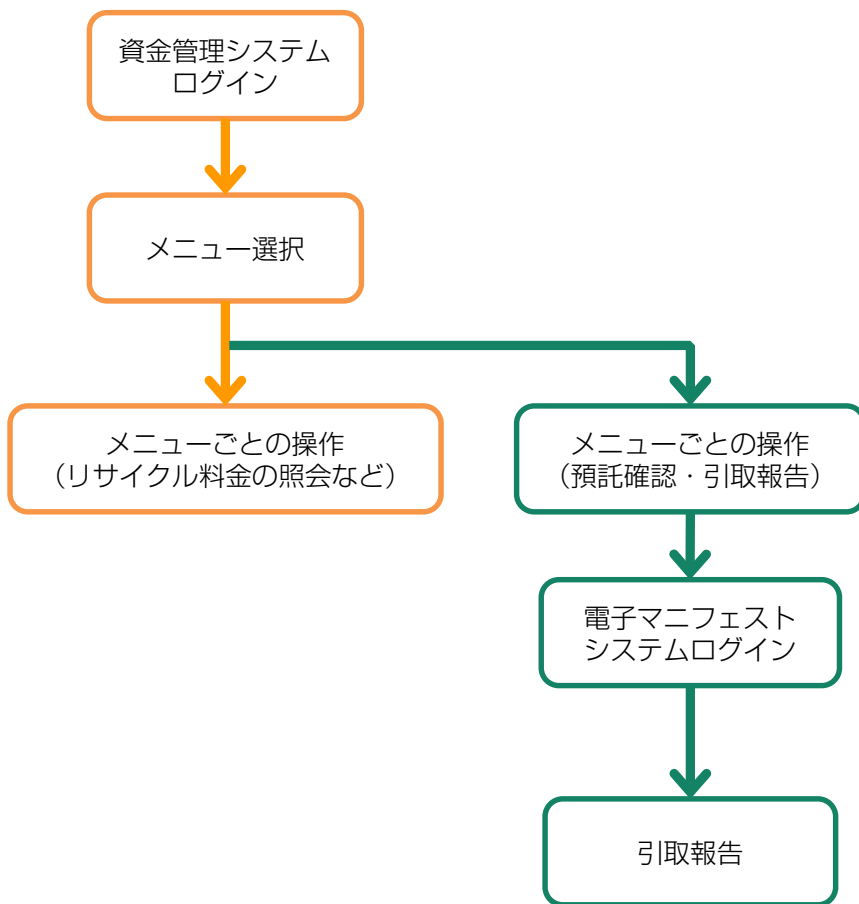 資金管理システム
ログイン
メニュー選択
メニューごとの操作
（リサイクル料金の照会など）
メニューごとの操作
（預託確認・引取報告）
電子マニフェスト
システムログイン
引取報告